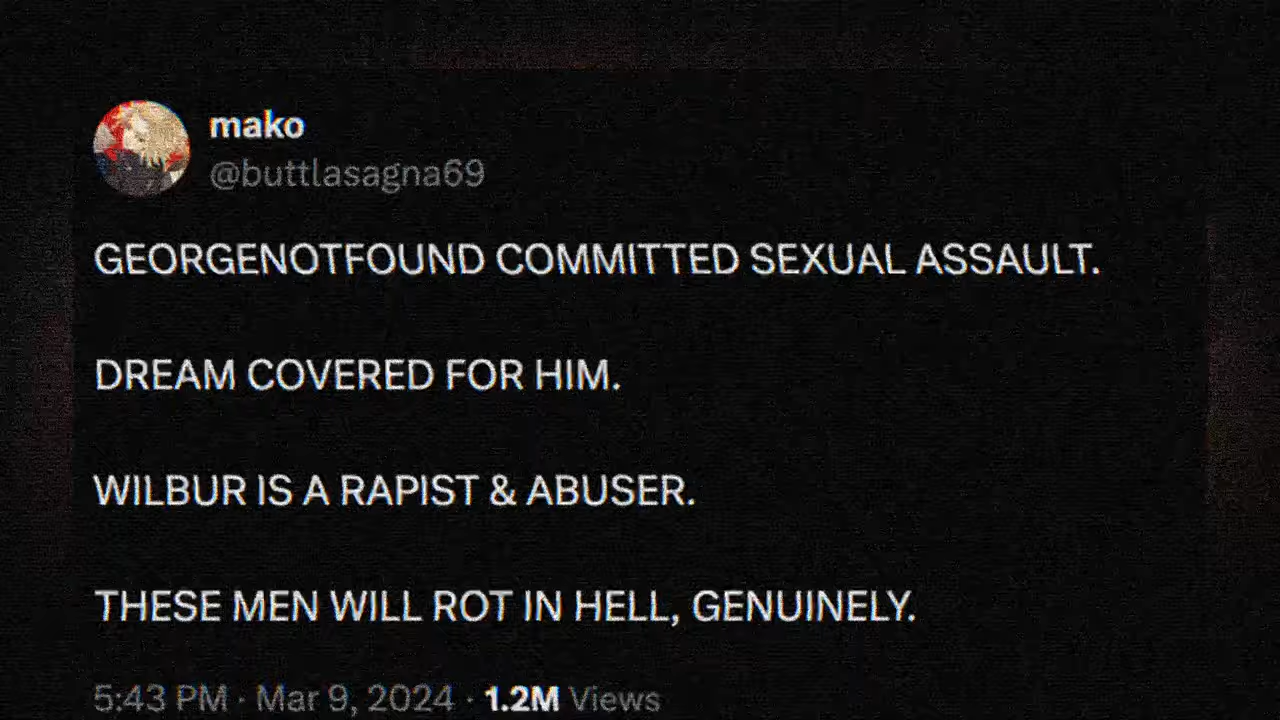 mako
@buttlasagna69
GEORGENOTFOUND COMMITTED SEXUAL ASSAULT.
DREAM COVERED FOR HIM.
WILBUR IS A RAPIST & ABUSER.
THESE MEN WILL ROT IN HELL, GENUINELY.
5:43 PM · Mar 9, 2024 · 1.2M Views